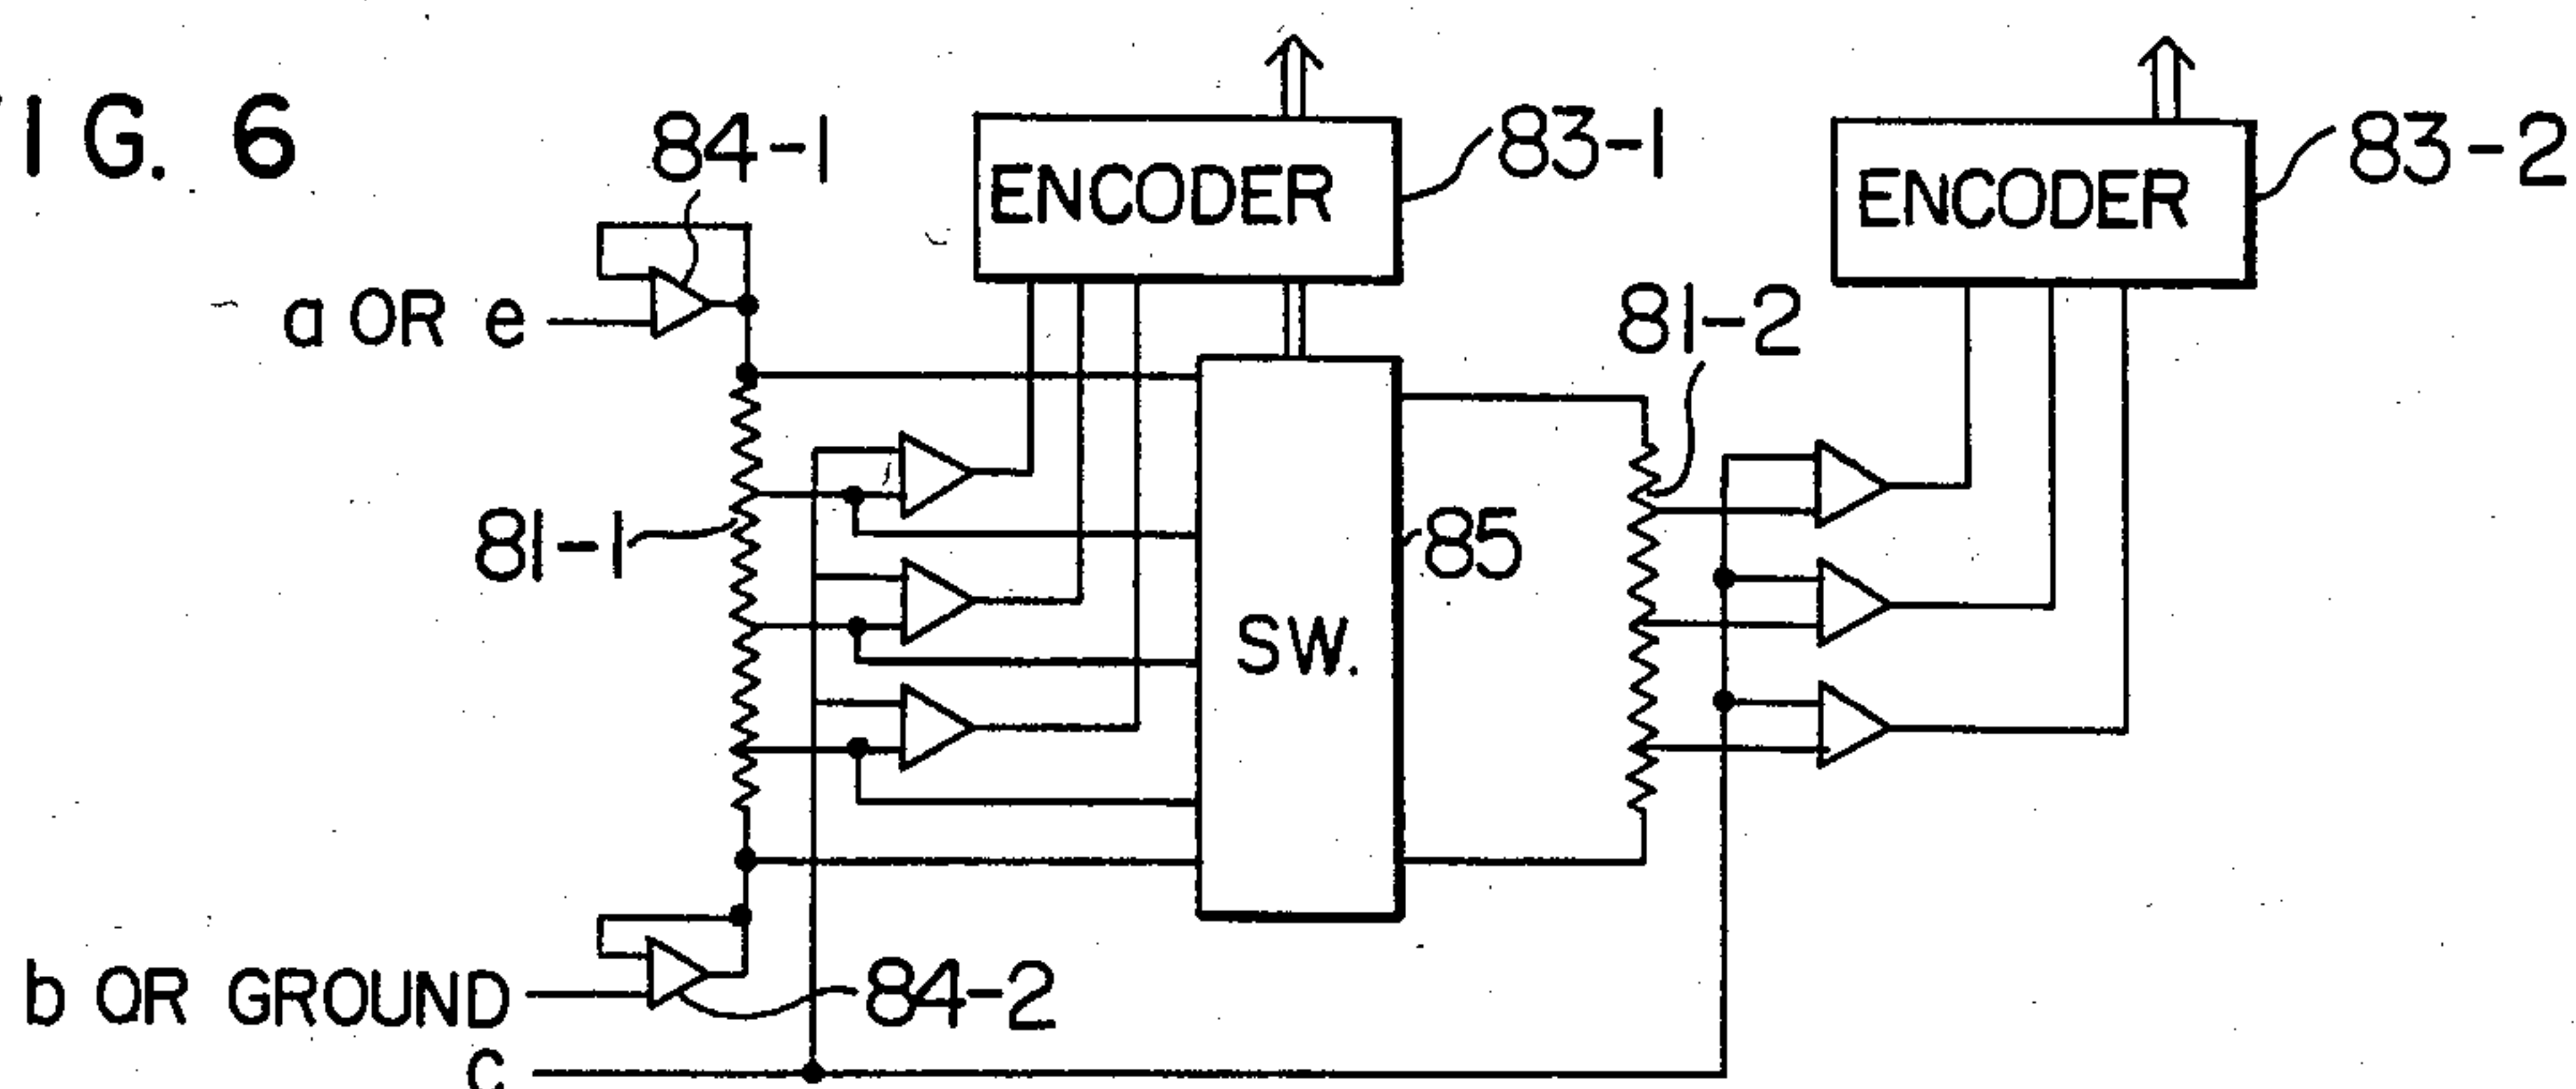 IG. 6
84-1
ENCODER
83-1
ENCODER
83-2
a OR e
81-2
81-1
85
SW.
b OR GROUND
84-2
c